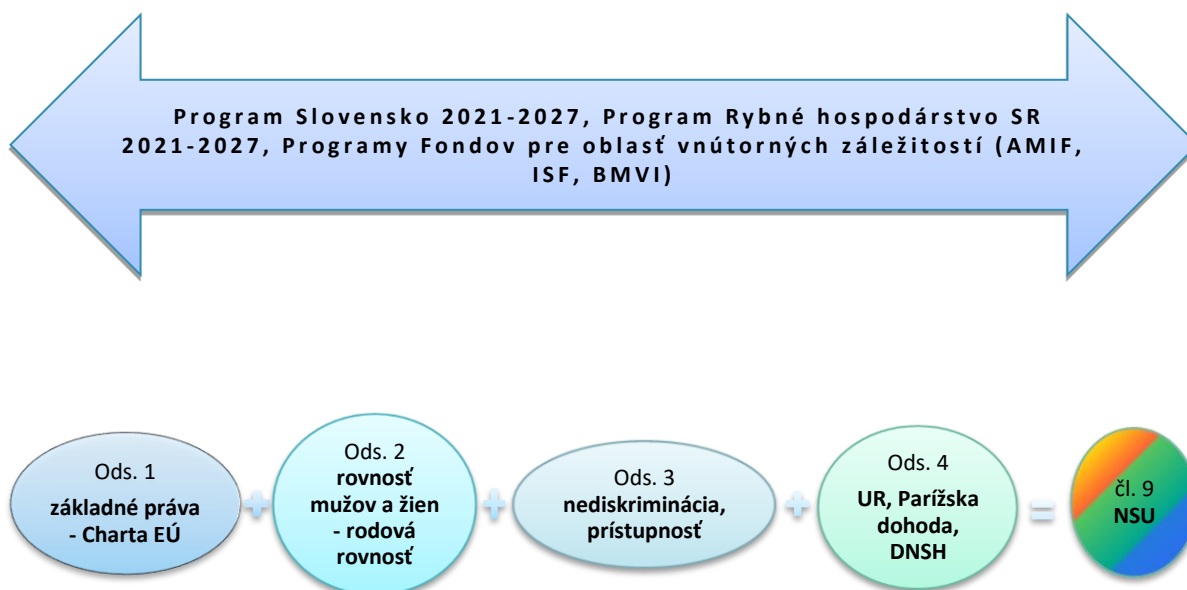 Program Slovensko 2021-2027, Program Rybné hospodárstvo SR
2021-2027, Programy Fondov pre oblasť vnútorných záležitostí (AMIF,
ISF, BMVI)
Ods. 1
základné práva
- Charta EÚ
+
Ods. 2
rovnosť
mužov a žien
- rodová
rovnosť
+
Ods. 3
nediskriminácia,
prístupnosť
+
Ods. 4
UR, Parížska
dohoda,
DNSH
=
čl. 9
NSU